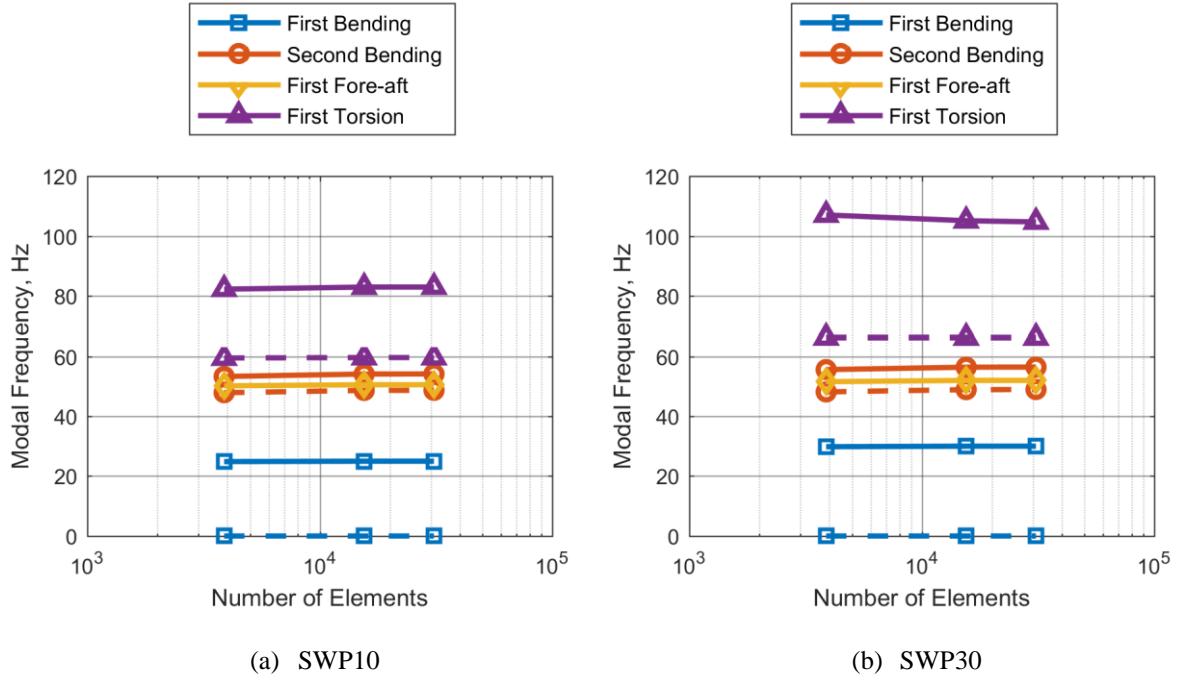 First Bending
Second Bending
First Fore-aft
First Torsion
120
100
80
60
40
20
0
Modal Frequency, Hz
10³
10⁴
10⁵
Number of Elements
(a) SWP10
First Bending
Second Bending
First Fore-aft
First Torsion
120
100
80
60
40
20
0
Modal Frequency, Hz
10³
10⁴
10⁵
Number of Elements
(b) SWP30